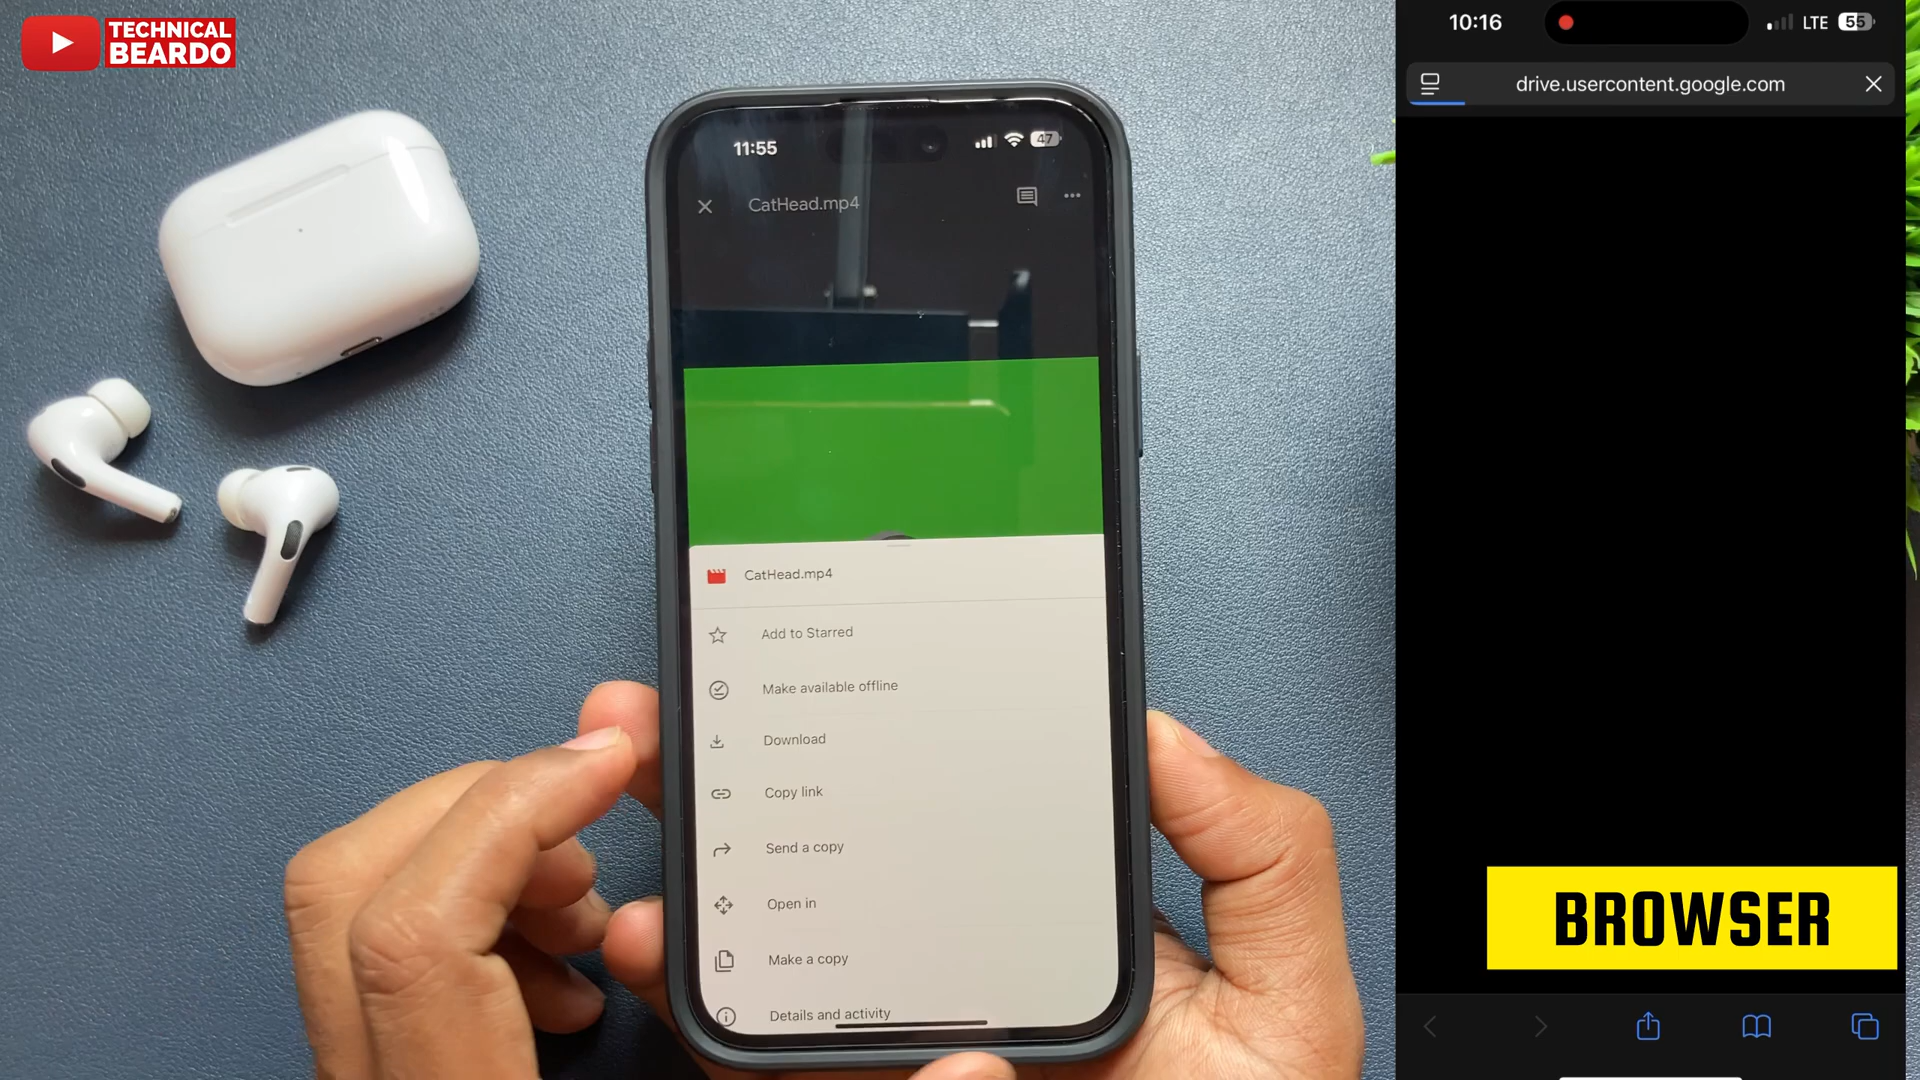 TECHNICAL
BEARDO
11:55
47
CatHead.mp4
CatHead.mp4
Add to Starred
Make available offline
Download
Copy link
Send a copy
Open in
Make a copy
Details and activity
10:16
LTE
55
drive.usercontent.google.com
BROWSER